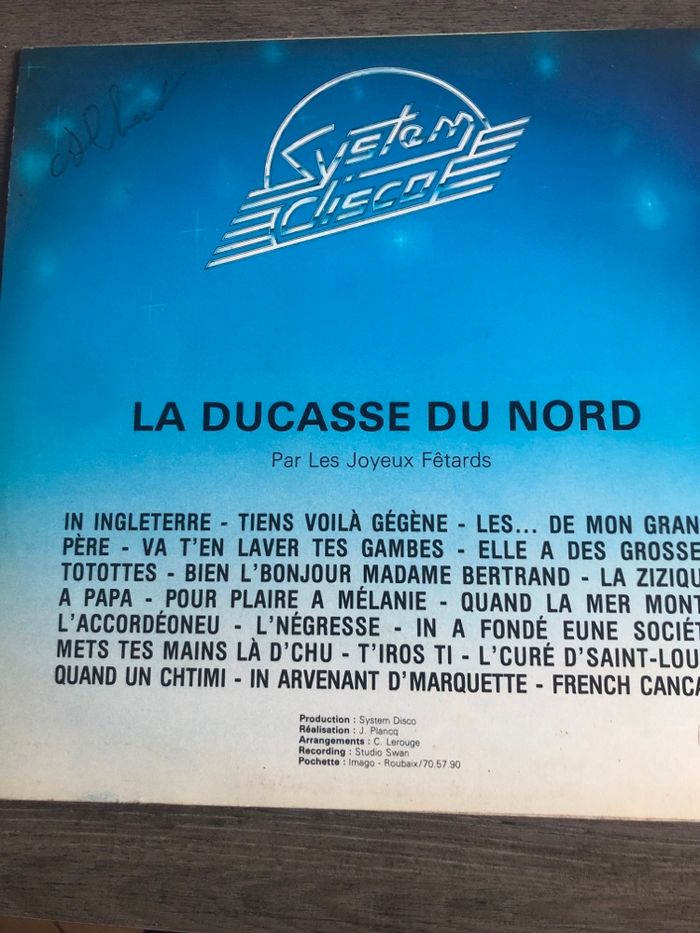 System
disco
LA DUCASSE DU NORD
Par Les Joyeux Fêtards
IN INGLETERRE - TIENS VOILÀ GÉGÈNE - LES... DE MON GRAN
PÈRE - VA T'EN LAVER TES GAMBES - ELLE A DES GROSSE
TOTOTTES - BIEN L'BONJOUR MADAME BERTRAND - LA ZIZIQU
A PAPA - POUR PLAIRE A MÉLANIE - QUAND LA MER MONT
L'ACCORDÉONEU - L'NÉGRESSE - IN A FONDÉ EUNE SOCIÉT
METS TES MAINS LÀ D'CHU - T'IROS TI - L'CURÉ D'SAINT-LOU
QUAND UN CHTIMI - IN ARVENANT D'MARQUETTE - FRENCH CANCA
Production : System Disco
Réalisation : J. Plancq
Arrangements : C. Lerouge
Recording : Studio Swan
Pochette : Imago - Roubaix/70.57.90